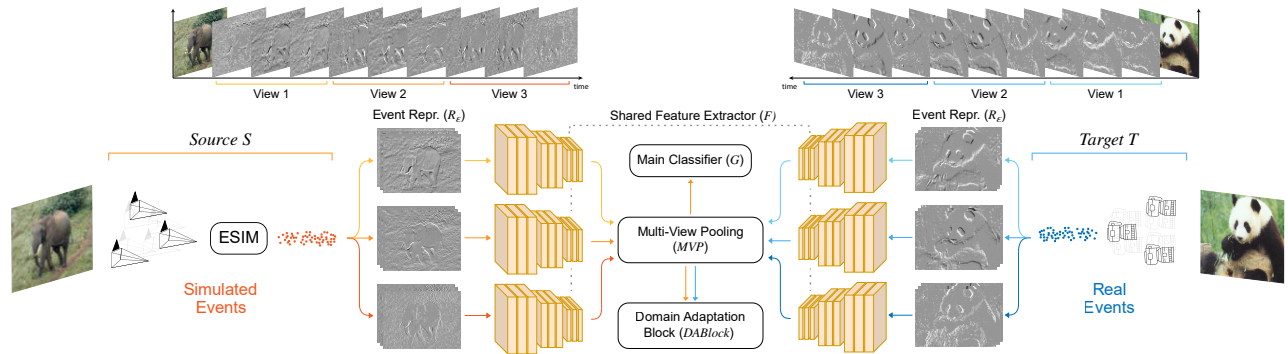 time
View 1
View 2
View 3
time
View 3
View 2
View 1
Source S
Event Repr. (R_ε)
Shared Feature Extractor (F)
Event Repr. (R_ε)
Target T
Main Classifier (G)
ESIM
Multi-View Pooling
(MVP)
Simulated
Events
Real
Events
Domain Adaptation
Block (DABlock)